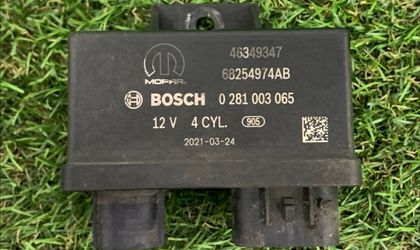 46349347
MOPAR
68254974AB
BOSCH 0 281 003 065
12 V 4 CYL. 905
2021-03-24